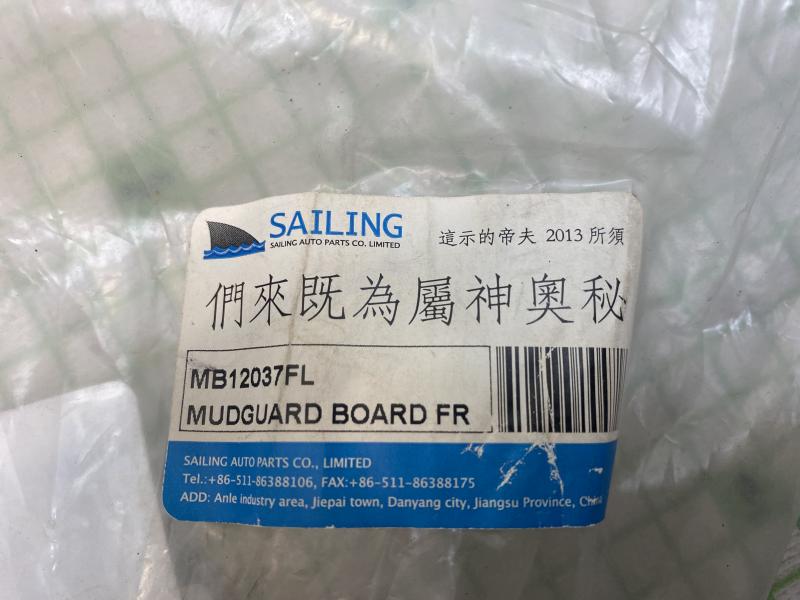 SAILING
SAILING AUTO PARTS CO. LIMITED
這示的帝夫 2013 所須
們來既為屬神奧秘
MB12037FL
MUDGUARD BOARD FR
SAILING AUTO PARTS CO., LIMITED
Tel.:+86-511-86388106, FAX:+86-511-86388175
ADD: Anle industry area, Jiepai town, Danyang city, Jiangsu Province, China